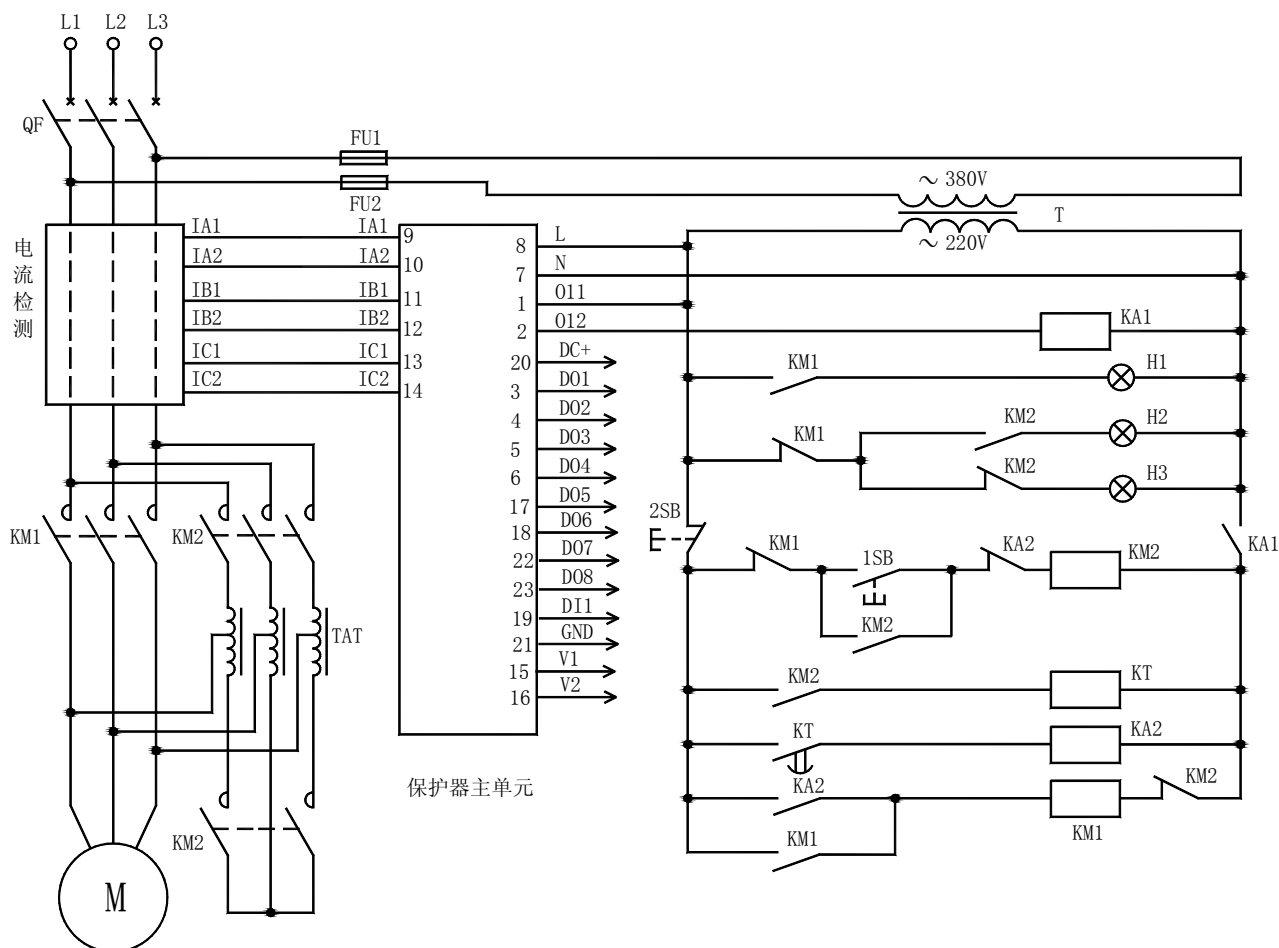 L1 L2 L3
QF
FU1
FU2
~380V
T
~220V
电流检测
IA1 IA1 9
IA2 IA2 10
IB1 IB1 11
IB2 IB2 12
IC1 IC1 13
IC2 IC2 14
8 L
7 N
1 O11
2 O12
20 DC+
3 DO1
4 DO2
5 DO3
6 DO4
17 DO5
18 DO6
22 DO7
23 DO8
19 DI1
21 GND
15 V1
16 V2
保护器主单元
KA1
KM1 H1
KM1 KM2 H2
KM2 H3
2SB
KA1
KM1 1SB KA2 KM2
KM2
KM2 KT
KT KA2
KA2 KM2
KM1
KM1
KM1 KM2
TAT
KM2
M